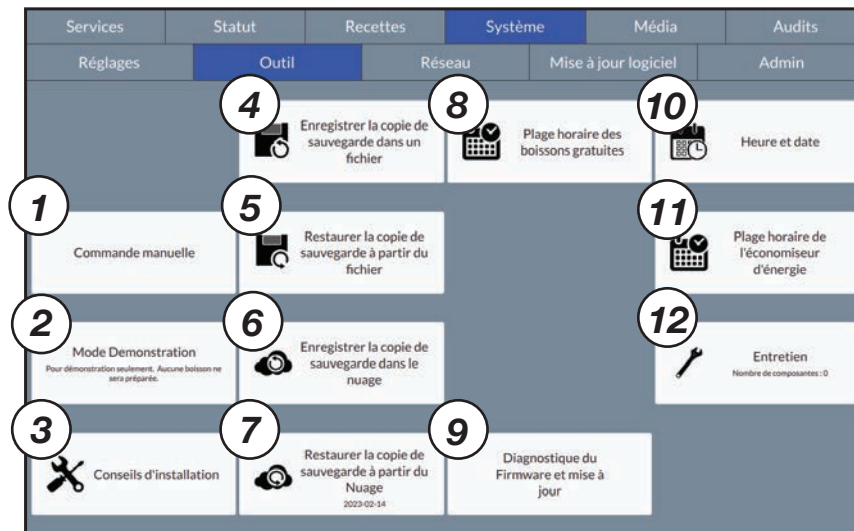 Services Statut Recettes Système Média Audits
Réglages Outil Réseau Mise à jour logiciel Admin
1
Commande manuelle
2
Mode Demonstration
Pour démonstration seulement. Aucune boisson ne
sera préparée.
3
Conseils d'installation
4
Enregistrer la copie de
sauvegarde dans un
fichier
5
Restaurer la copie de
sauvegarde à partir du
fichier
6
Enregistrer la copie de
sauvegarde dans le
nuage
7
Restaurer la copie de
sauvegarde à partir du
Nuage
2023-02-14
8
Plage horaire des
boissons gratuites
9
Diagnostique du
Firmware et mise à
jour
10
Heure et date
11
Plage horaire de
l'économiseur
d'énergie
12
Entretien
Nombre de composantes : 0